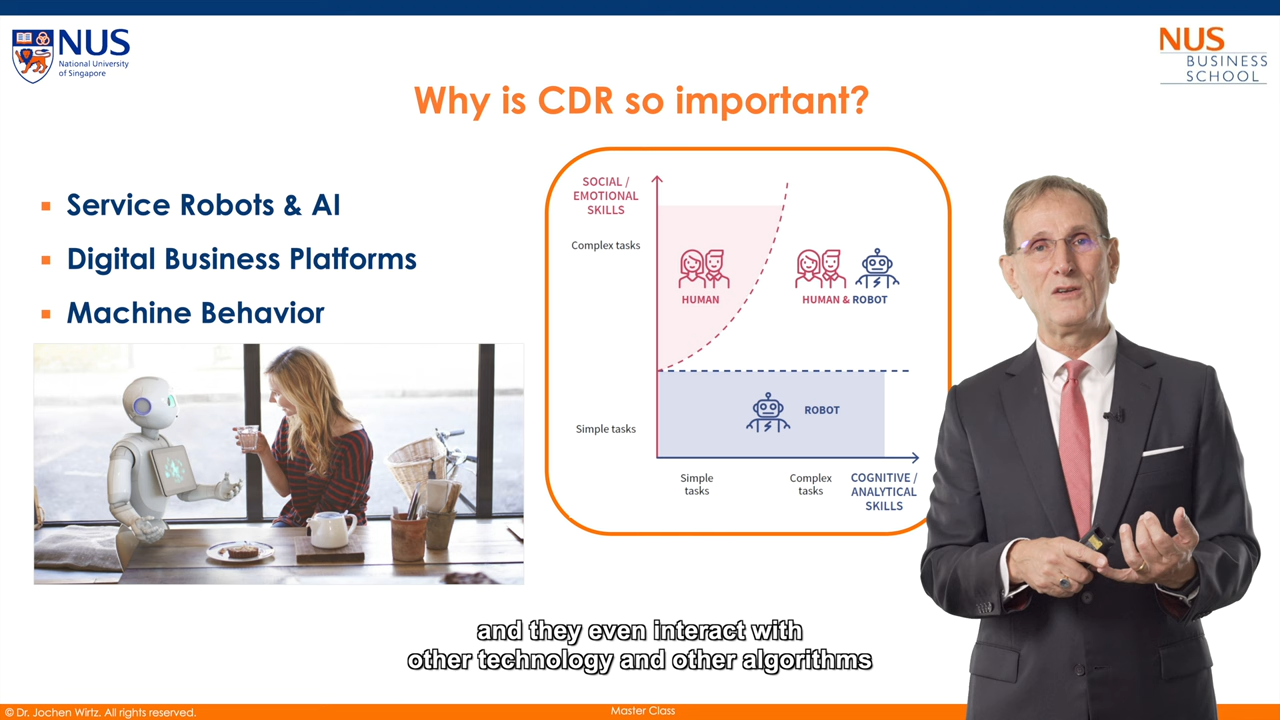 NUS
National University
of Singapore
NUS
BUSINESS
SCHOOL
Why is CDR so important?
Service Robots & AI
Digital Business Platforms
Machine Behavior
SOCIAL /
EMOTIONAL
SKILLS
Complex tasks
HUMAN
HUMAN & ROBOT
ROBOT
Simple tasks
Simple
tasks
Complex
tasks
COGNITIVE /
ANALYTICAL
SKILLS
and they even interact with
other technology and other algorithms
© Dr. Jochen Wirtz. All rights reserved.
Master Class